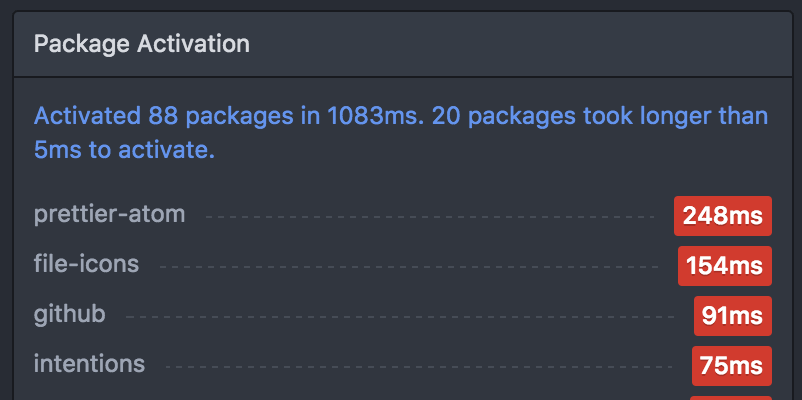 Package Activation
Activated 88 packages in 1083ms. 20 packages took longer than
5ms to activate.
prettier-atom 248ms
file-icons 154ms
github 91ms
intentions 75ms